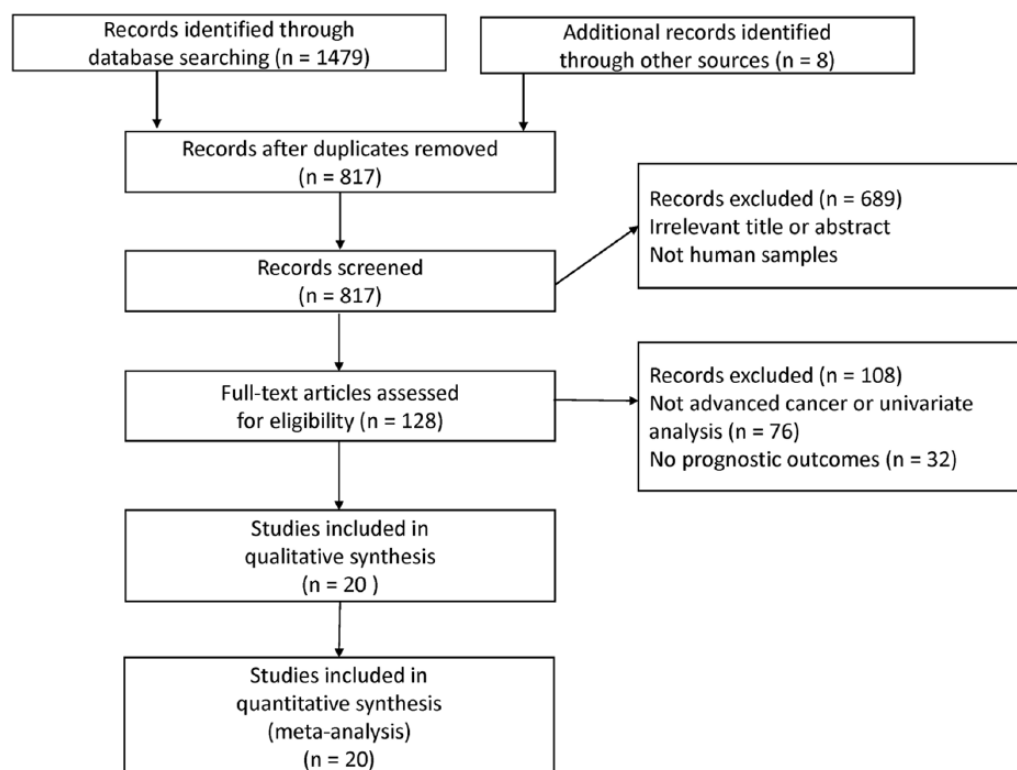 Records identified through
database searching (n = 1479)
Additional records identified
through other sources (n = 8)
Records after duplicates removed
(n = 817)
Records excluded (n = 689)
Irrelevant title or abstract
Not human samples
Records screened
(n = 817)
Full-text articles assessed
for eligibility (n = 128)
Records excluded (n = 108)
Not advanced cancer or univariate
analysis (n = 76)
No prognostic outcomes (n = 32)
Studies included in
qualitative synthesis
(n = 20 )
Studies included in
quantitative synthesis
(meta-analysis)
(n = 20)